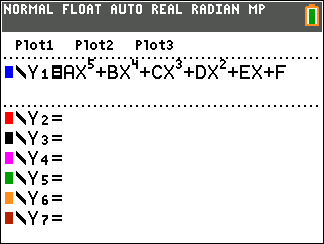 NORMAL FLOAT AUTO REAL RADIAN MP
Plot1 Plot2 Plot3
\Y₁=AX⁵+BX⁴+CX³+DX²+EX+F
\Y₂=
\Y₃=
\Y₄=
\Y₅=
\Y₆=
\Y₇=